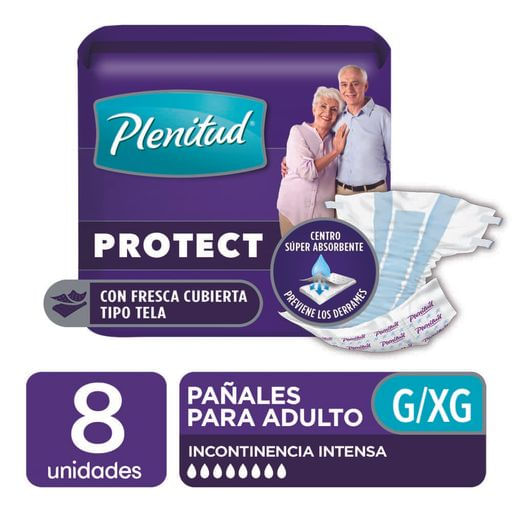 Plenitud
PROTECT
CENTRO
SÚPER ABSORBENTE
PREVIENE LOS DERRAMES
CON FRESCA CUBIERTA
TIPO TELA
Plenitud
8
unidades
PAÑALES
PARA ADULTO
G/XG
INCONTINENCIA INTENSA